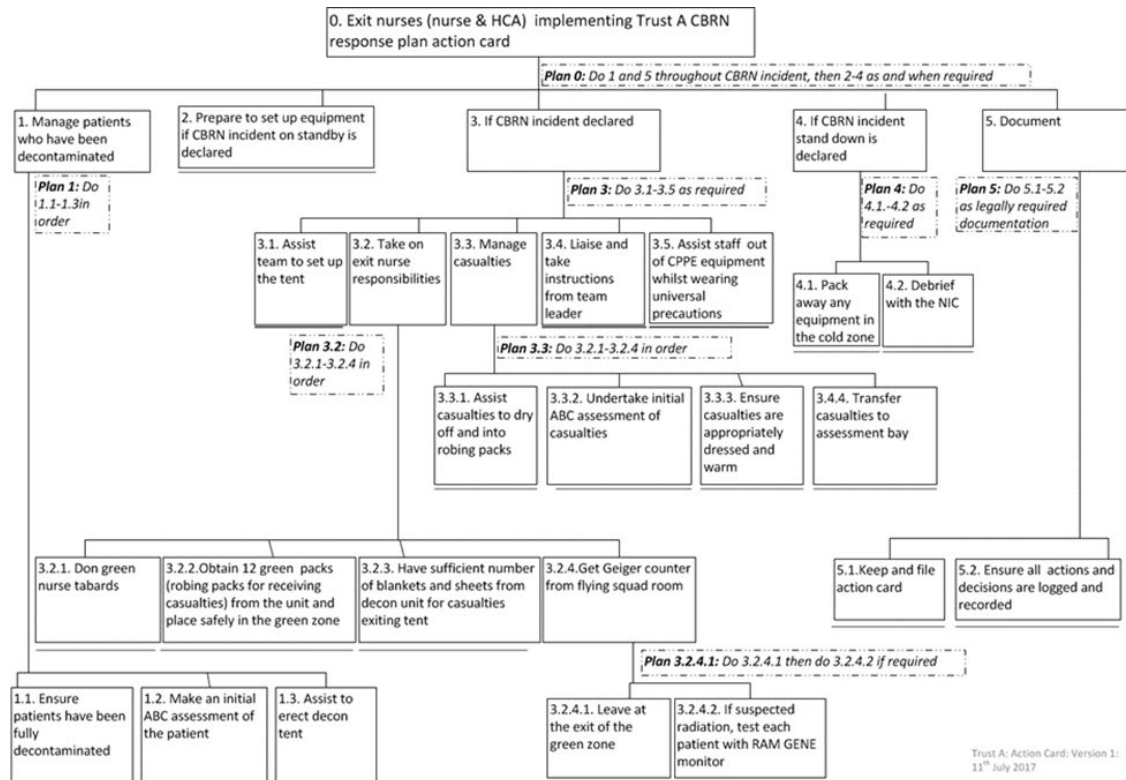 0. Exit nurses (nurse & HCA)  implementing Trust A CBRN
response plan action card
Plan 0: Do 1 and 5 throughout CBRN incident, then 2-4 as and when required
1. Manage patients
who have been
decontaminated
2. Prepare to set up equipment
if CBRN incident on standby is
declared
3. If CBRN incident declared
4. If CBRN incident
stand down is
declared
5. Document
Plan 1: Do
1.1-1.3in
order
Plan 3: Do 3.1-3.5 as required
Plan 4: Do
4.1.-4.2 as
required
Plan 5: Do 5.1-5.2
as legally required
documentation
3.1. Assist
team to set up
the tent
3.2. Take on
exit nurse
responsibilities
3.3. Manage
casualties
3.4. Liaise and
take
instructions
from team
leader
3.5. Assist staff out
of CPPE equipment
whilst wearing
universal
precautions
4.1. Pack
away any
equipment in
the cold zone
4.2. Debrief
with the NIC
Plan 3.2: Do
3.2.1-3.2.4 in
order
Plan 3.3: Do 3.2.1-3.2.4 in order
3.3.1. Assist
casualties to dry
off and into
robing packs
3.3.2. Undertake initial
ABC assessment of
casualties
3.3.3. Ensure
casualties are
appropriately
dressed and
warm
3.4.4. Transfer
casualties to
assessment bay
3.2.1. Don green
nurse tabards
3.2.2.Obtain 12 green packs
(robing packs for receiving
casualties) from the unit and
place safely in the green zone
3.2.3. Have sufficient number
of blankets and sheets from
decon unit for casualties
exiting tent
3.2.4.Get Geiger counter
from flying squad room
5.1.Keep and file
action card
5.2. Ensure all actions and
decisions are logged and
recorded
Plan 3.2.4.1: Do 3.2.4.1 then do 3.2.4.2 if required
1.1. Ensure
patients have been
fully
decontaminated
1.2. Make an initial
ABC assessment of
the patient
1.3. Assist to
erect decon
tent
3.2.4.1. Leave at
the exit of the
green zone
3.2.4.2. If suspected
radiation, test each
patient with RAM GENE
monitor
Trust A: Action Card: Version 1:
11th July 2017